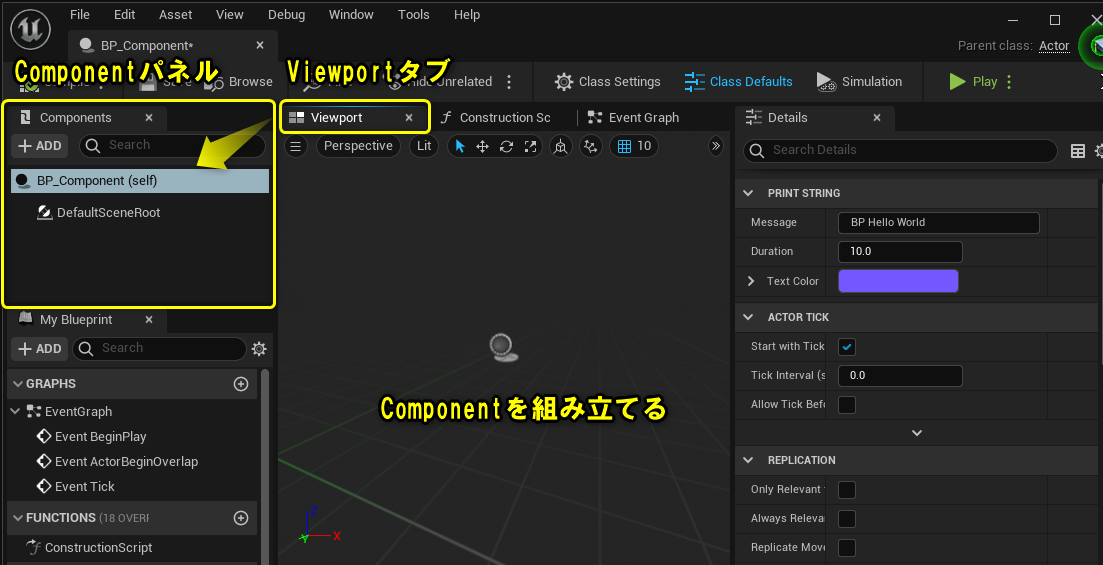 File Edit Asset View Debug Window Tools Help
BP_Component*
Parent class: Actor
Componentパネル
Viewportタブ
Browse
Hide Unrelated
Class Settings
Class Defaults
Simulation
Play
Components
ADD
Search
BP_Component (self)
DefaultSceneRoot
My Blueprint
ADD
Search
GRAPHS
EventGraph
Event BeginPlay
Event ActorBeginOverlap
Event Tick
FUNCTIONS (18 OVERF
ConstructionScript
Viewport
Construction Sc
Event Graph
Perspective
Lit
10
Componentを組み立てる
Z
Y
X
Details
Search Details
PRINT STRING
Message
BP Hello World
Duration
10.0
Text Color
ACTOR TICK
Start with Tick
Tick Interval (s
0.0
Allow Tick Befo
REPLICATION
Only Relevant
Always Releva
Replicate Move